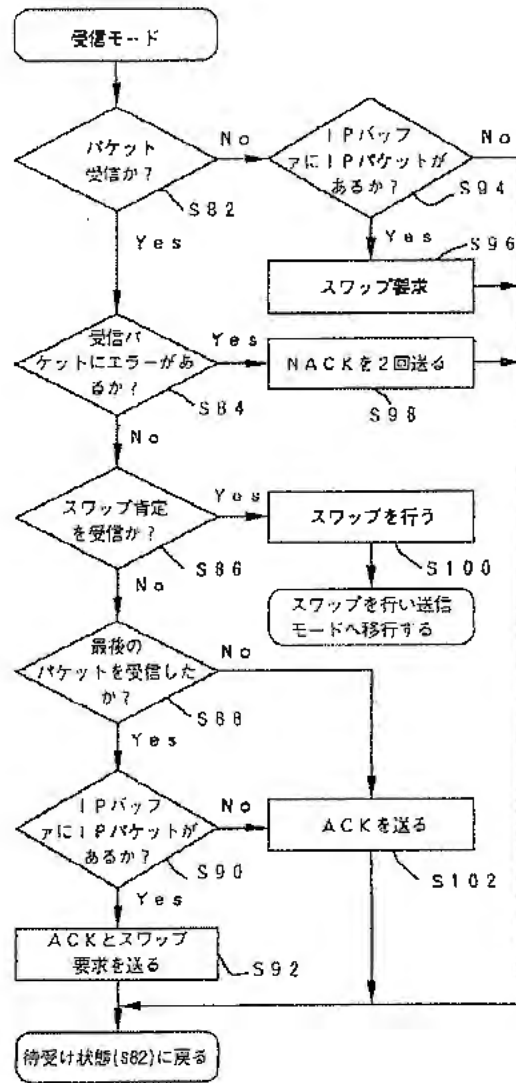 受信モード
パケット
受信か?
No
S82
Yes
IPバッフ
ァにIPパケットが
あるか?
No
S94
Yes
S96
スワップ要求
受信パ
ケットにエラーがあ
るか?
Yes
S84
No
NACKを2回送る
S98
スワップ肯定
を受信か?
Yes
S86
No
スワップを行う
S100
スワップを行い送信
モードへ移行する
最後の
パケットを受信した
か?
No
S88
Yes
IPバッフ
ァにIPパケットが
あるか?
No
S90
Yes
ACKを送る
S102
ACKとスワップ
要求を送る
S92
待受け状態(S82)に戻る